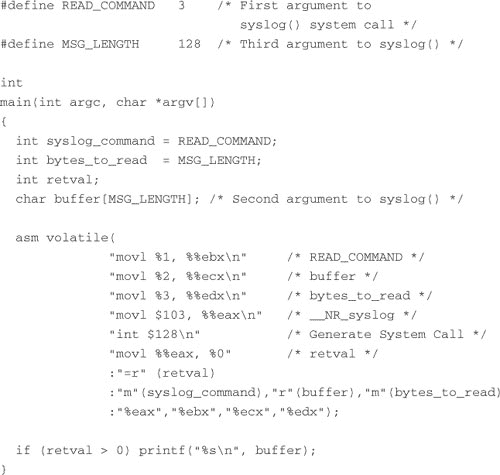 #define READ_COMMAND   3    /* First argument to
                               syslog() system call */
#define MSG_LENGTH     128  /* Third argument to syslog() */
int
main(int argc, char *argv[])
{
  int syslog_command = READ_COMMAND;
  int bytes_to_read  = MSG_LENGTH;
  int retval;
  char buffer[MSG_LENGTH]; /* Second argument to syslog() */
  asm volatile(
              "movl %1, %%ebx\n"     /* READ_COMMAND */
              "movl %2, %%ecx\n"     /* buffer */
              "movl %3, %%edx\n"     /* bytes_to_read */
              "movl $103, %%eax\n"   /* __NR_syslog */
              "int $128\n"           /* Generate System Call */
              "movl %%eax, %0"       /* retval */
              :"=r" (retval)
              :"m"(syslog_command),"r"(buffer),"m"(bytes_to_read)
              :"%eax","%ebx","%ecx","%edx");
  if (retval > 0) printf("%s\n", buffer);
}